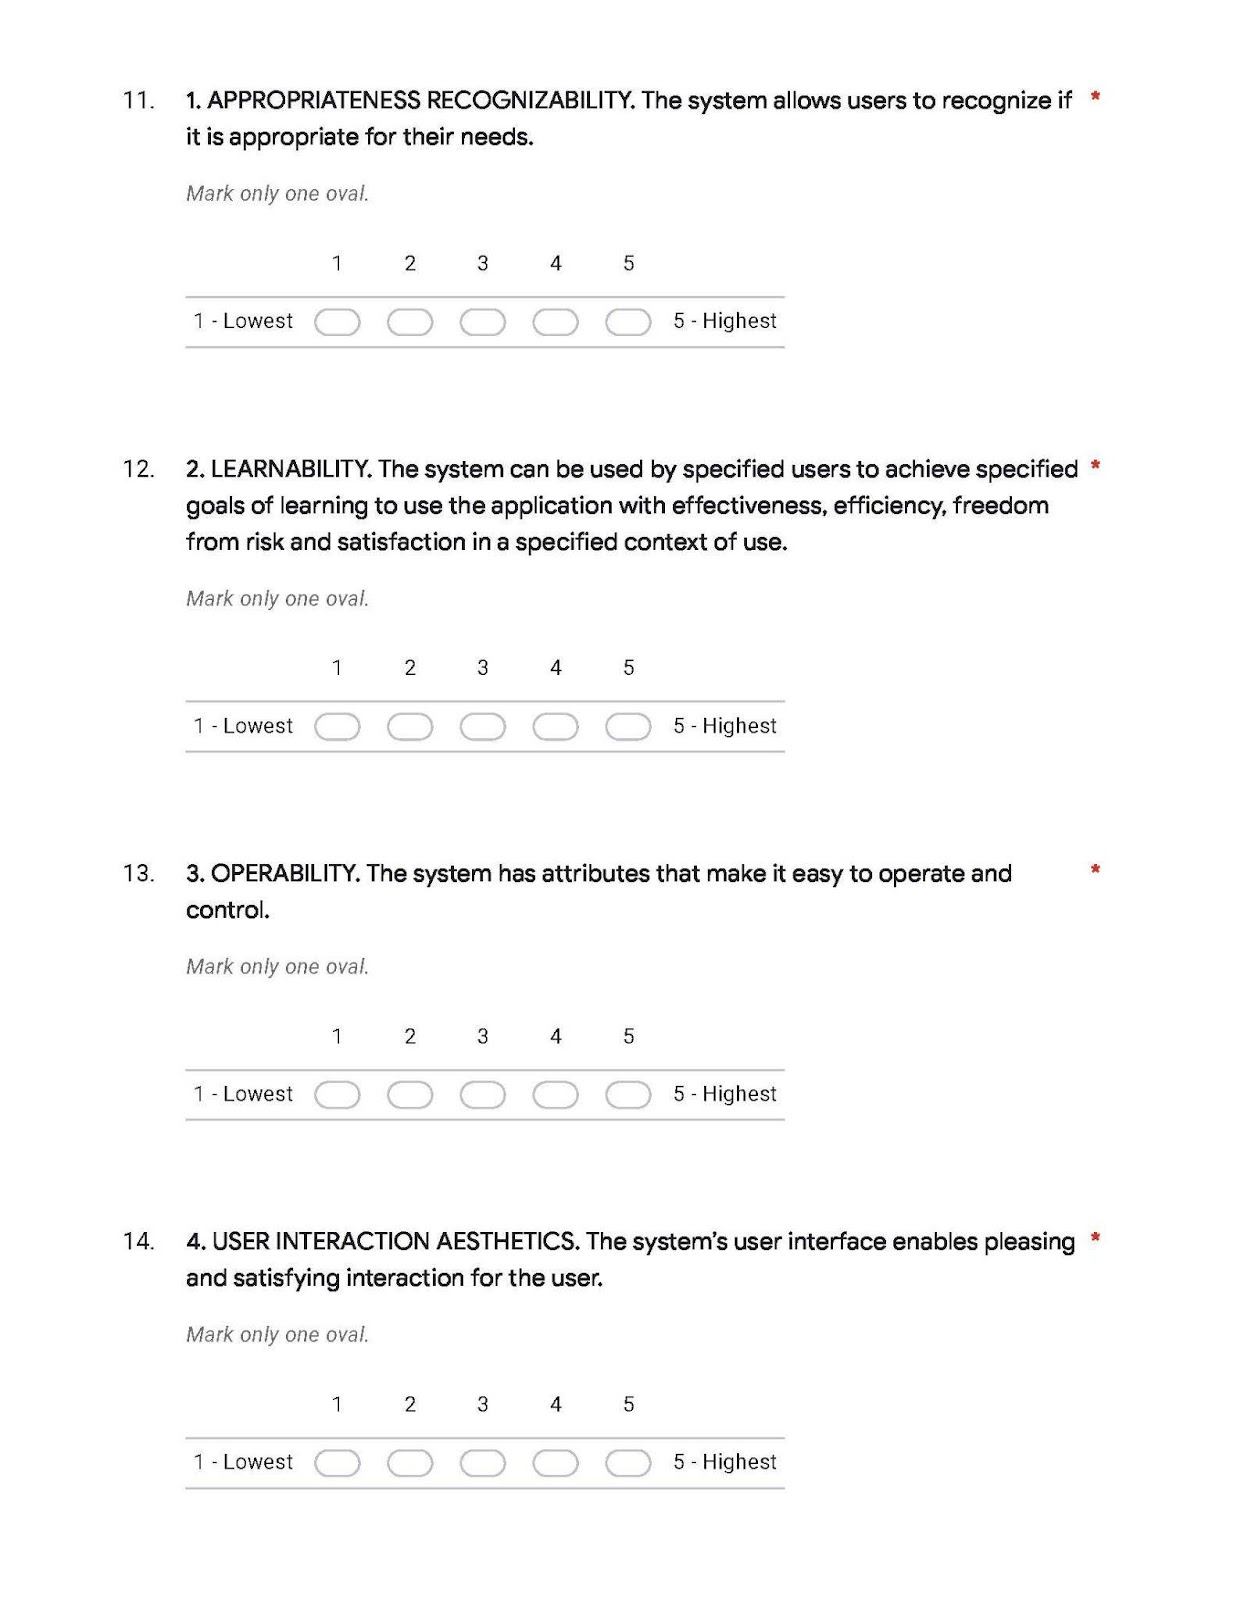 11. 1. APPROPRIATENESS RECOGNIZABILITY. The system allows users to recognize if *
it is appropriate for their needs.
Mark only one oval.
1 2 3 4 5
1 - Lowest 5 - Highest
12. 2. LEARNABILITY. The system can be used by specified users to achieve specified *
goals of learning to use the application with effectiveness, efficiency, freedom
from risk and satisfaction in a specified context of use.
Mark only one oval.
1 2 3 4 5
1 - Lowest 5 - Highest
13. 3. OPERABILITY. The system has attributes that make it easy to operate and *
control.
Mark only one oval.
1 2 3 4 5
1 - Lowest 5 - Highest
14. 4. USER INTERACTION AESTHETICS. The system’s user interface enables pleasing *
and satisfying interaction for the user.
Mark only one oval.
1 2 3 4 5
1 - Lowest 5 - Highest